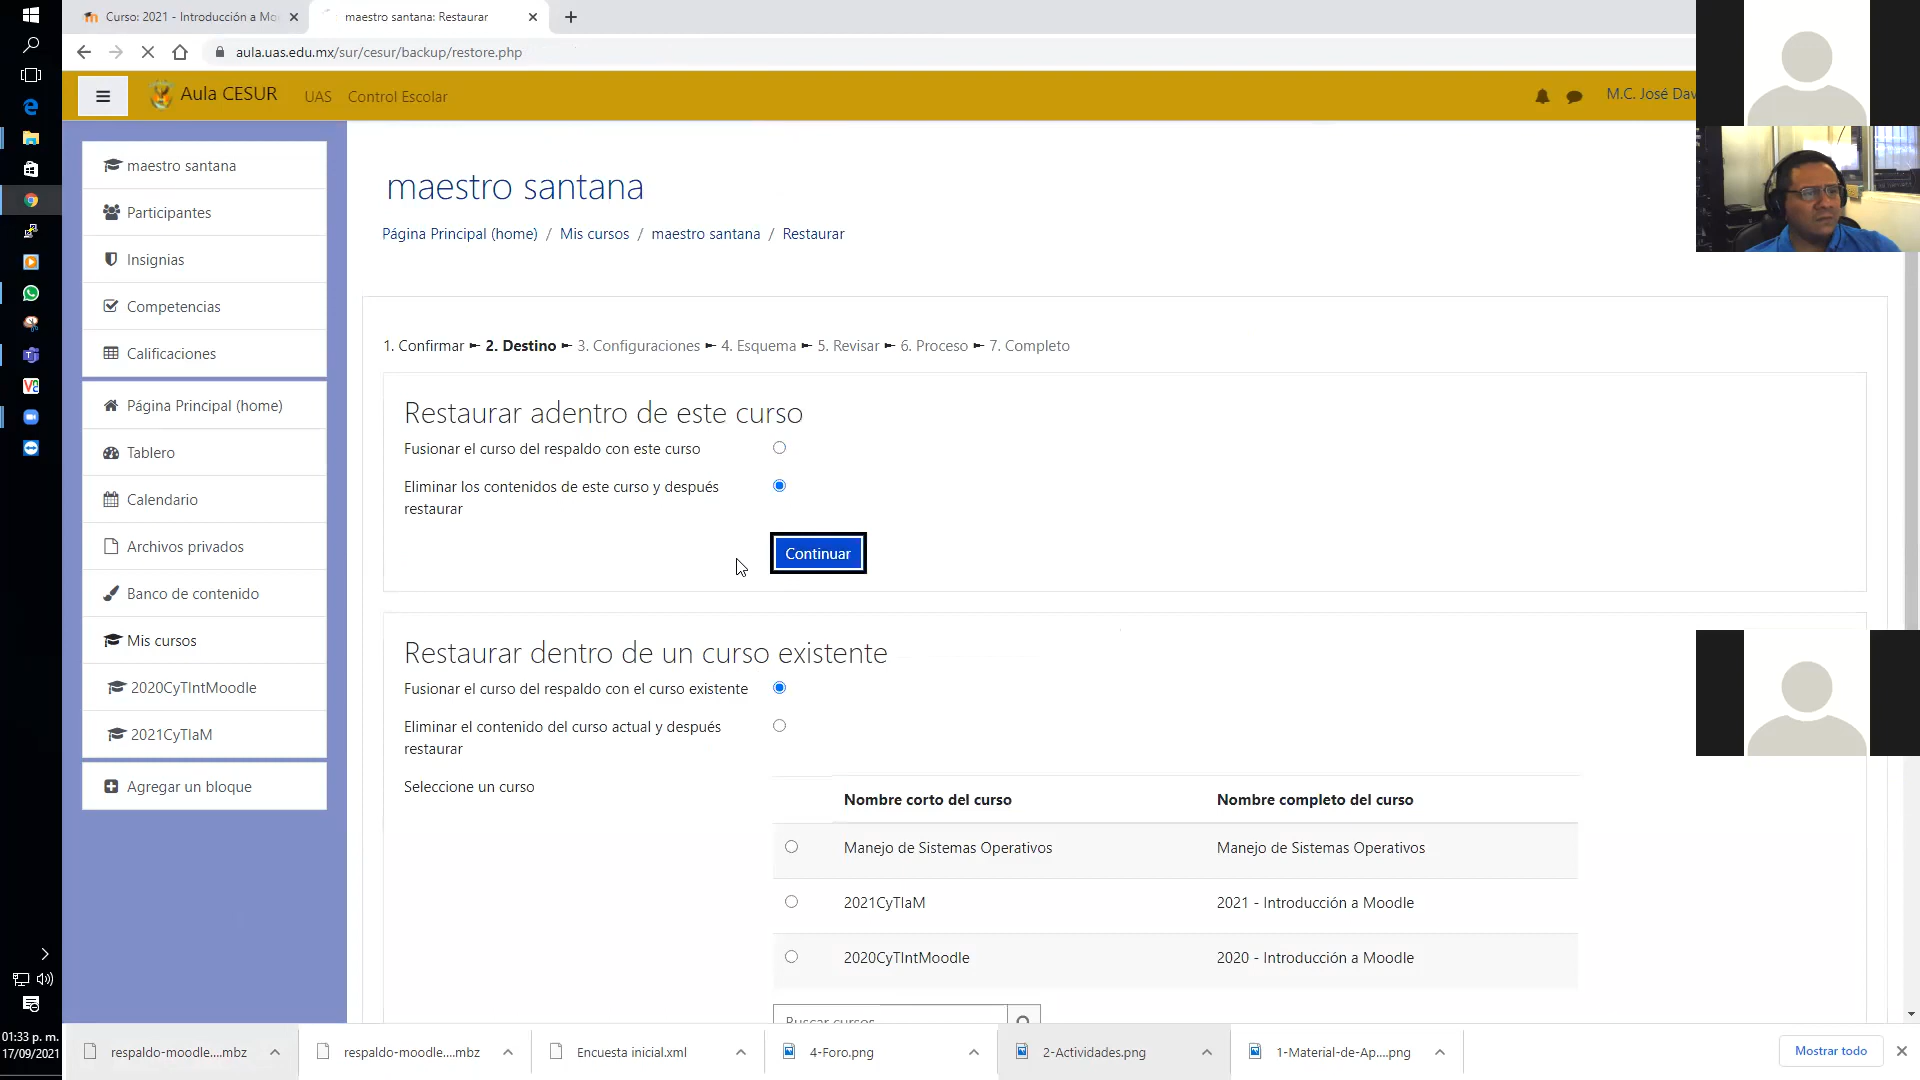 Curso: 2021 - Introducción a Mo
maestro santana: Restaurar
aula.uas.edu.mx/sur/cesur/backup/restore.php
Aula CESUR
UAS
Control Escolar
M.C. José Dav
maestro santana
Participantes
Insignias
Competencias
Calificaciones
Página Principal (home)
Tablero
Calendario
Archivos privados
Banco de contenido
Mis cursos
2020CyTIntMoodle
2021CyTIaM
Agregar un bloque
maestro santana
Página Principal (home) / Mis cursos / maestro santana / Restaurar
1. Confirmar ► 2. Destino ► 3. Configuraciones ► 4. Esquema ► 5. Revisar ► 6. Proceso ► 7. Completo
Restaurar adentro de este curso
Fusionar el curso del respaldo con este curso
Eliminar los contenidos de este curso y después
restaurar
Continuar
Restaurar dentro de un curso existente
Fusionar el curso del respaldo con el curso existente
Eliminar el contenido del curso actual y después
restaurar
Seleccione un curso
Nombre corto del curso Nombre completo del curso
Manejo de Sistemas Operativos Manejo de Sistemas Operativos
2021CyTIaM 2021 - Introducción a Moodle
2020CyTIntMoodle 2020 - Introducción a Moodle
Buscar cursos
01:33 p. m.
17/09/2021
respaldo-moodle....mbz
respaldo-moodle....mbz
Encuesta inicial.xml
4-Foro.png
2-Actividades.png
1-Material-de-Ap....png
Mostrar todo